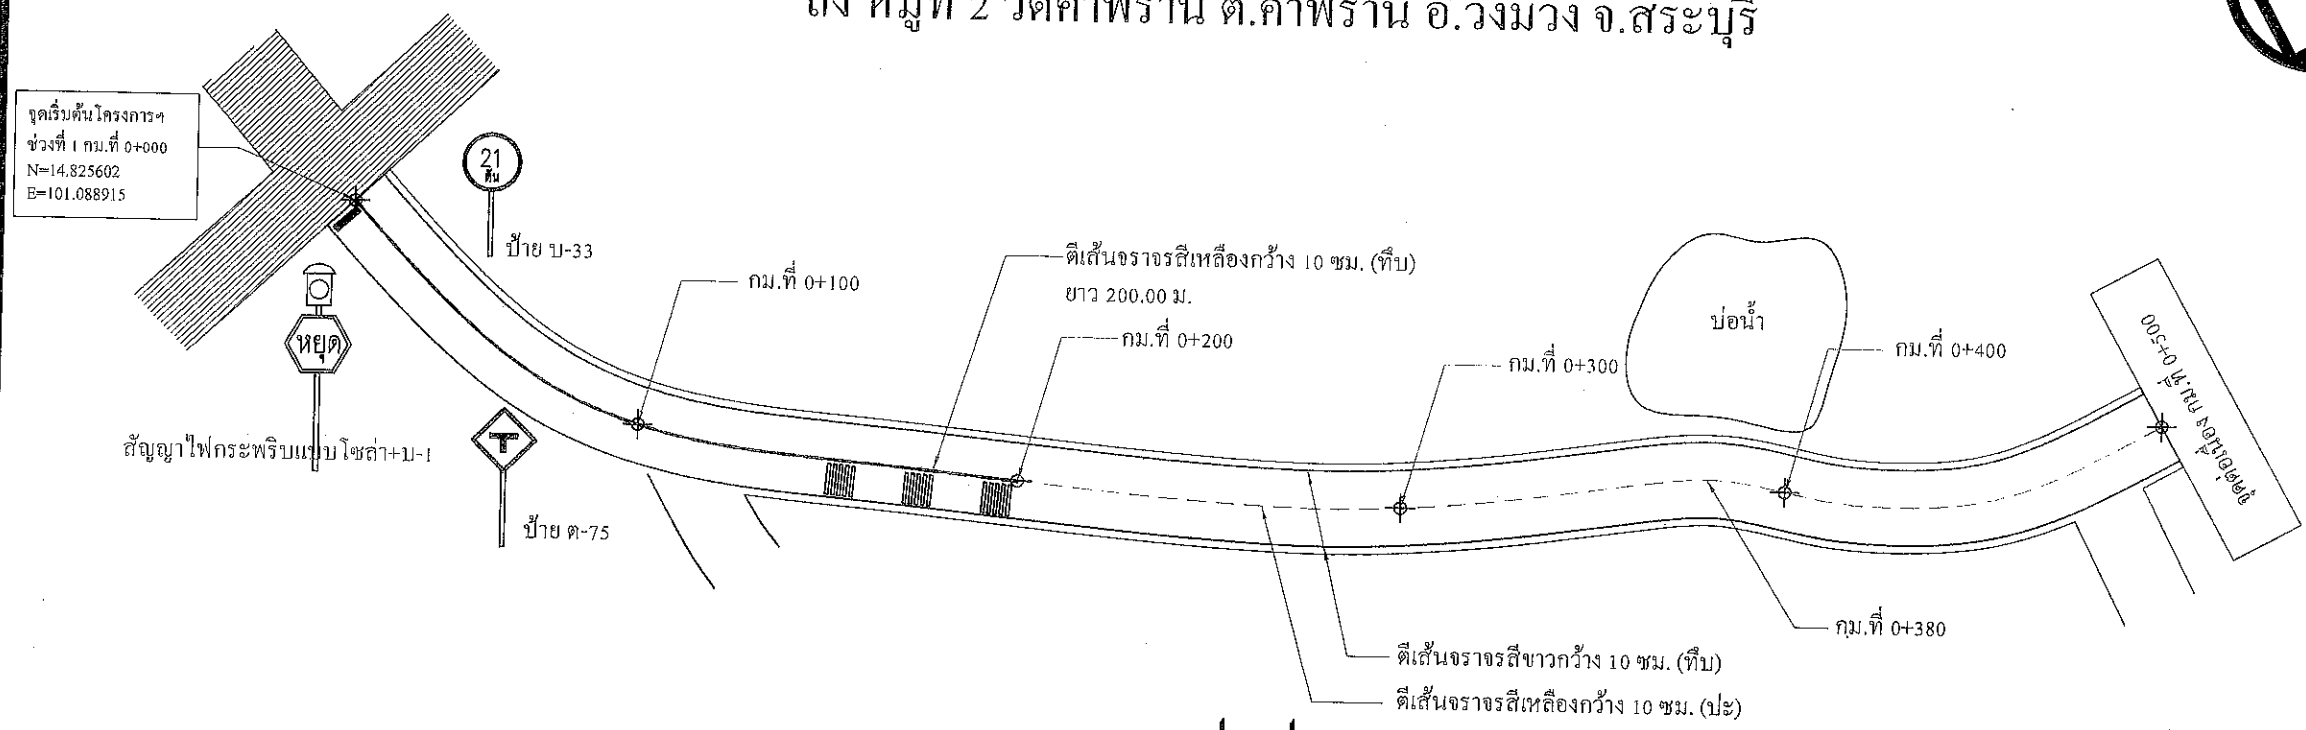 ถึง หมู่ที่ 2 วัดคำพราน ต.คำพราน อ.วังม่วง จ.สระบุรี
จุดเริ่มต้นโครงการฯ
ช่วงที่ 1 กม.ที่ 0+000
N=14.825602
E=101.088915
21
ตัน
ป้าย บ-33
หยุด
สัญญาไฟกระพริบแบบโซล่า+บ-1
ป้าย ต-75
กม.ที่ 0+100
ตีเส้นจราจรสีเหลืองกว้าง 10 ซม. (ทึบ)
ยาว 200.00 ม.
กม.ที่ 0+200
กม.ที่ 0+300
บ่อน้ำ
กม.ที่ 0+400
จุดต่อเนื่อง กม.ที่ 0+500
กม.ที่ 0+380
ตีเส้นจราจรสีขาวกว้าง 10 ซม. (ทึบ)
ตีเส้นจราจรสีเหลืองกว้าง 10 ซม. (ปะ)